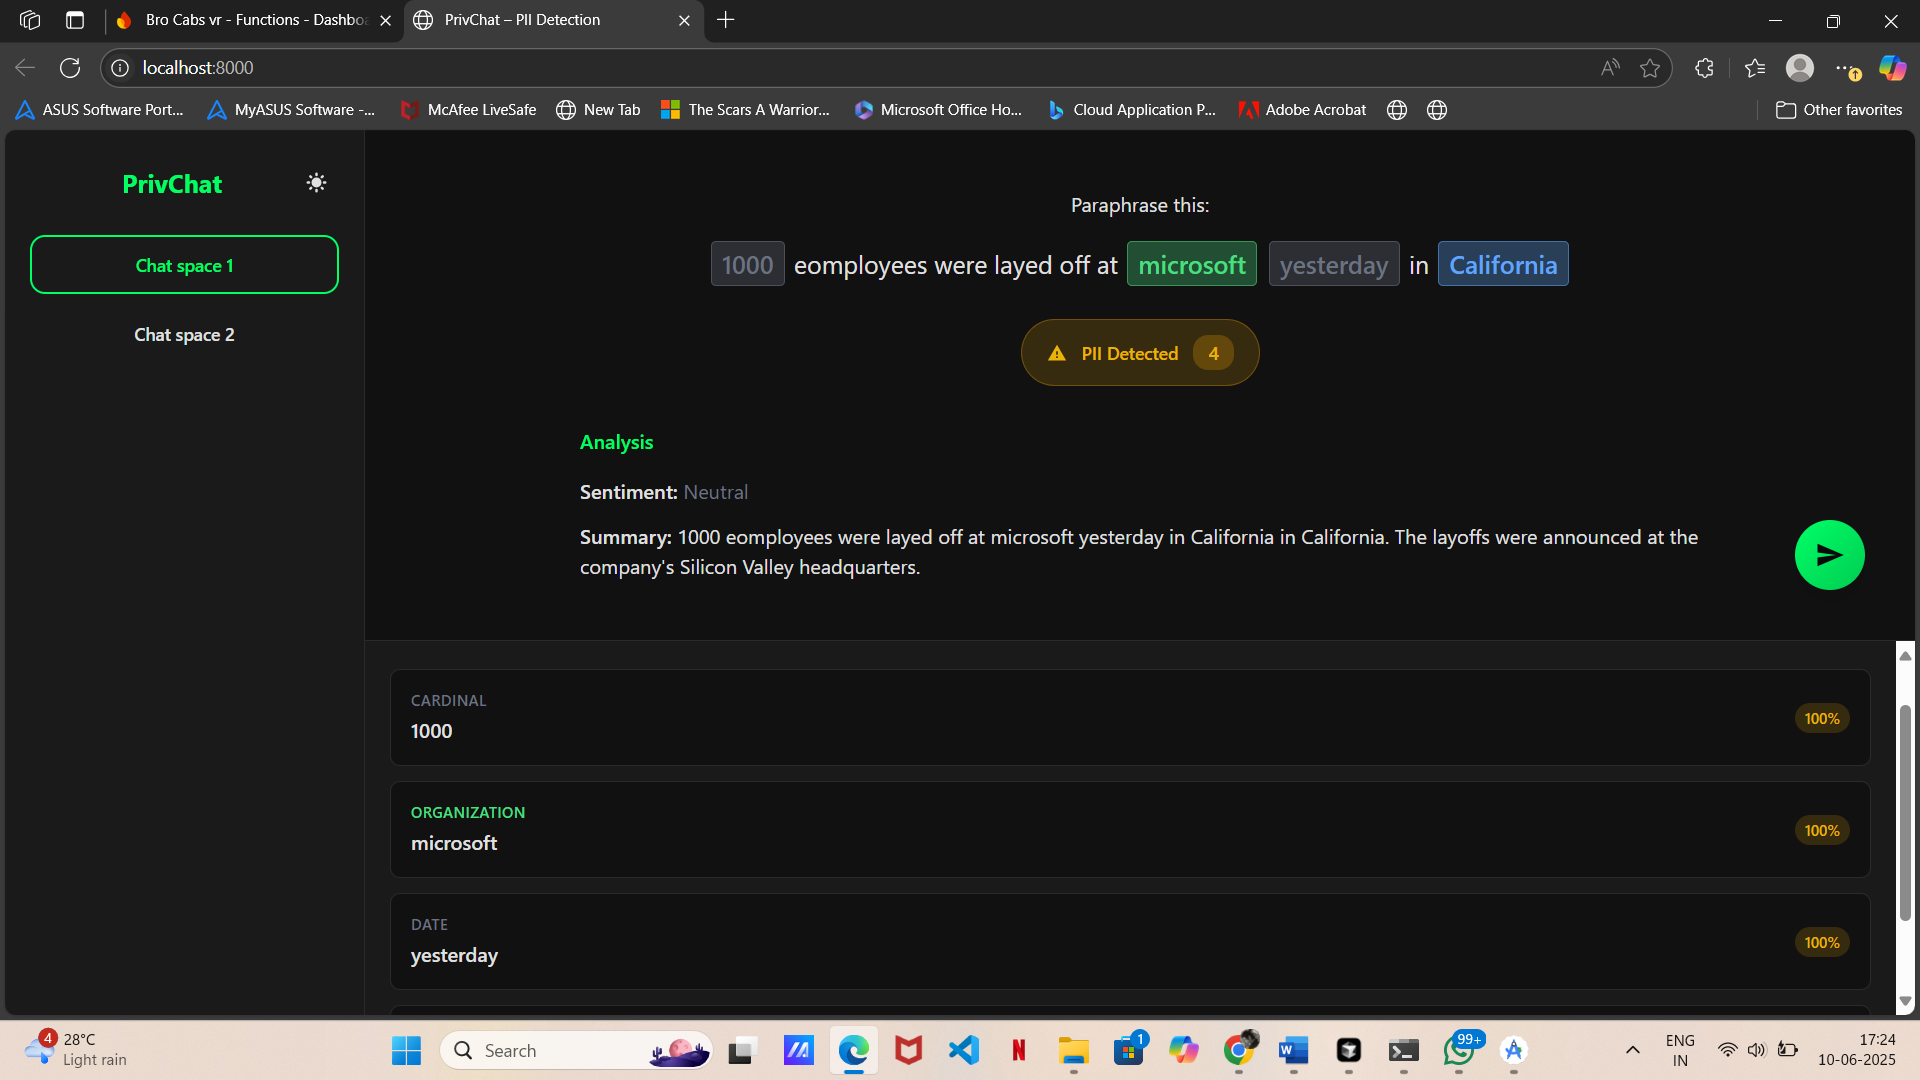 Bro Cabs vr - Functions - Dashbo
PrivChat – PII Detection
localhost:8000
ASUS Software Port...
MyASUS Software -...
McAfee LiveSafe
New Tab
The Scars A Warrior...
Microsoft Office Ho...
Cloud Application P...
Adobe Acrobat
Other favorites
PrivChat
Chat space 1
Chat space 2
Paraphrase this:
1000 eomployees were layed off at microsoft yesterday in California
PII Detected 4
Analysis
Sentiment: Neutral
Summary: 1000 eomployees were layed off at microsoft yesterday in California in California. The layoffs were announced at the
company's Silicon Valley headquarters.
CARDINAL
1000
100%
ORGANIZATION
microsoft
100%
DATE
yesterday
100%
4
28°C
Light rain
Search
1
99+
ENG
IN
17:24
10-06-2025